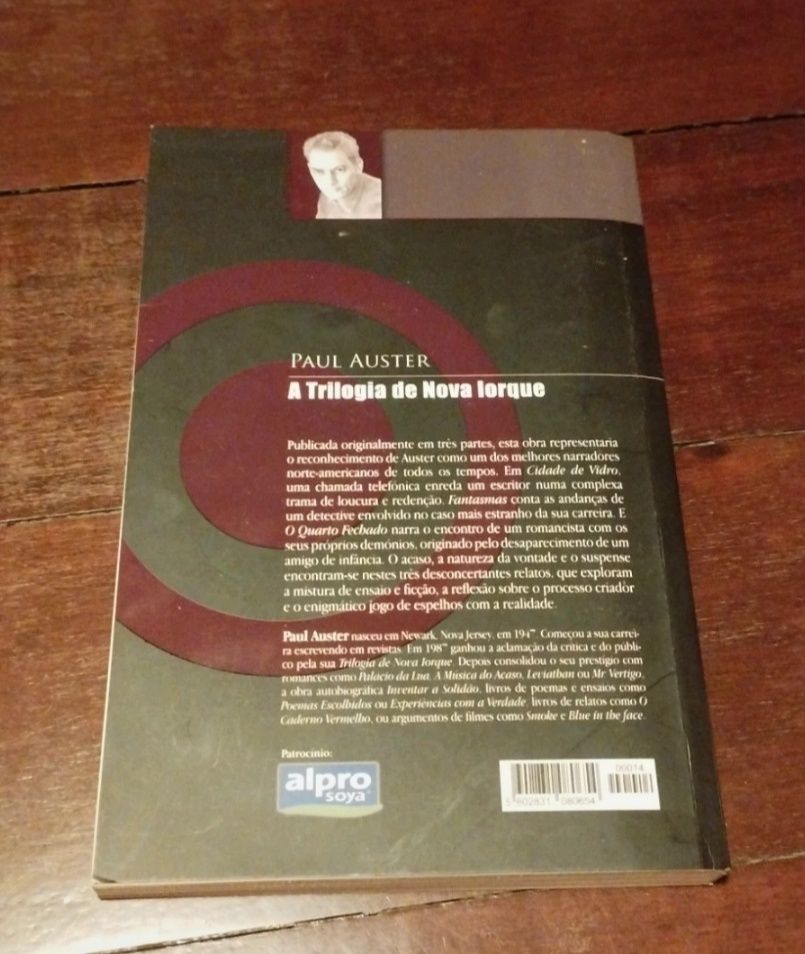 PAUL AUSTER
A Trilogia de Nova Iorque
Publicada originalmente em três partes, esta obra representaria
o reconhecimento de Auster como um dos melhores narradores
norte-americanos de todos os tempos. Em Cidade de Vidro,
uma chamada telefónica enreda um escritor numa complexa
trama de loucura e redenção. Fantasmas conta as andanças de
um detective envolvido no caso mais estranho da sua carreira. E
O Quarto Fechado narra o encontro de um romancista com os
seus próprios demónios, originado pelo desaparecimento de um
amigo de infância. O acaso, a natureza da vontade e o suspense
encontram-se nestes três desconcertantes relatos, que exploram
a mistura de ensaio e ficção, a reflexão sobre o processo criador
e o enigmático jogo de espelhos com a realidade.
Paul Auster nasceu em Newark, Nova Jersey, em Começou a sua carrei-
ra escrevendo em revistas. Em ganhou a aclamação da crítica e do públi-
co pela sua Trilogia de Nova Iorque. Depois consolidou o seu prestígio com
romances como Palácio da Lua, A Música do Acaso, Leviathan ou Mr Vertigo,
a obra autobiográfica Inventar a Solidão, livros de poemas e ensaios como
Poemas Escolhidos ou Experiências com a Verdade, livros de relatos como O
Caderno Vermelho, ou argumentos de filmes como Smoke e Blue in the face.
Patrocínio:
alpro
soya
00014
5 602831 080654